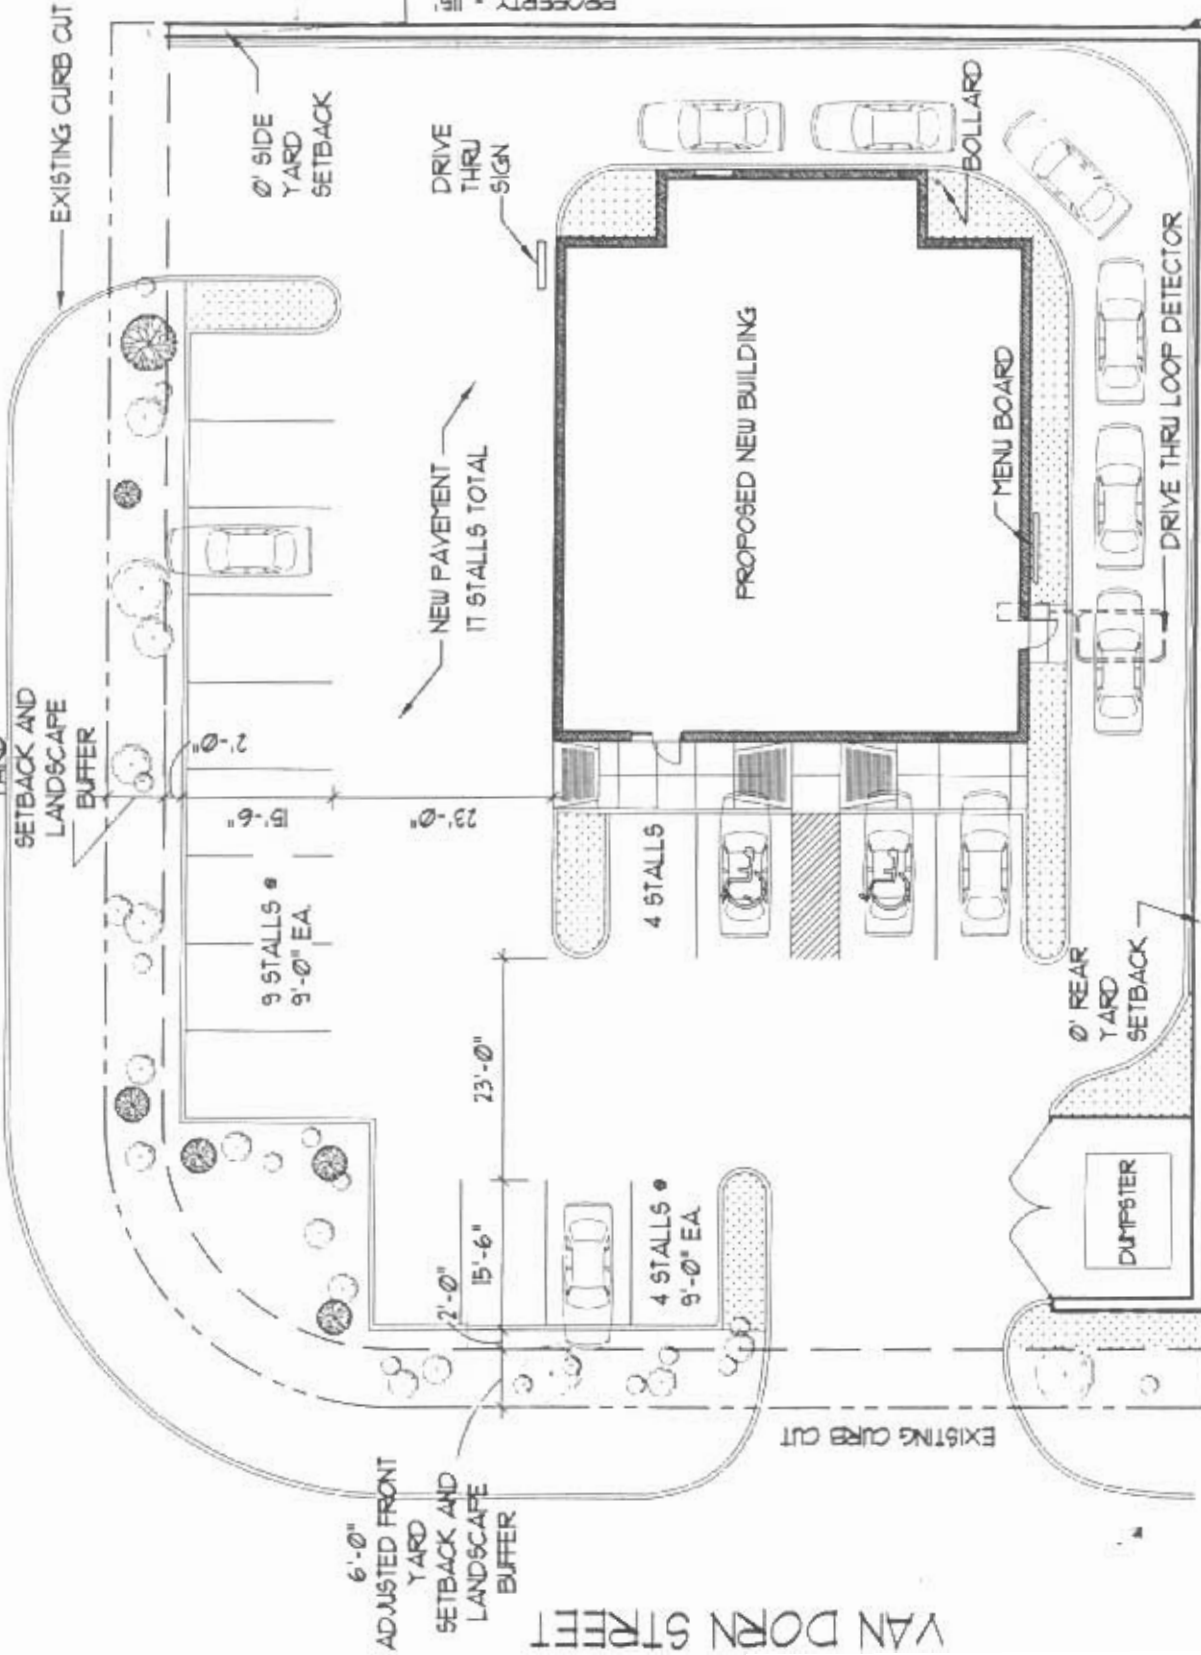 EXISTING CURB CUT
PROPERTY - 115'
0' SIDE
YARD
SETBACK
DRIVE
THRU
SIGN
BOLLARD
SETBACK AND
LANDSCAPE
BUFFER
2'-0"
15'-6"
23'-0"
NEW PAVEMENT
17 STALLS TOTAL
PROPOSED NEW BUILDING
MENU BOARD
DRIVE THRU LOOP DETECTOR
9 STALLS @
9'-0" EA.
4 STALLS
23'-0"
0' REAR
YARD
SETBACK
2'-0"
15'-6"
4 STALLS @
9'-0" EA.
DUMPSTER
6'-0"
ADJUSTED FRONT
YARD
SETBACK AND
LANDSCAPE
BUFFER
EXISTING CURB CUT
VAN DORN STREET